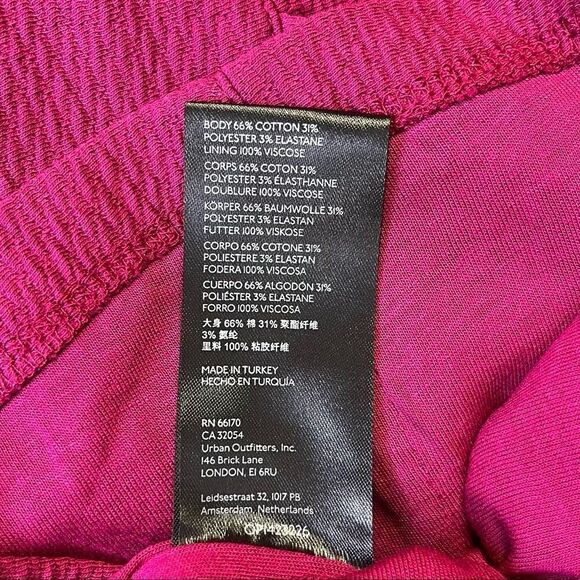 BODY 66% COTTON 31%
POLYESTER 3% ELASTANE
LINING 100% VISCOSE
CORPS 66% COTON 31%
POLYESTER 3% ÉLASTHANNE
DOUBLURE 100% VISCOSE
KÖRPER 66% BAUMWOLLE 31%
POLYESTER 3% ELASTANE
FUTTER 100% VISKOSE
CORPO 66% COTONE 31%
POLIESTERE 3% ELASTANE
FODERA 100% VISCOSA
CUERPO 66% ALGODÓN 31%
POLIÉSTER 3% ELASTANE
FORRO 100% VISCOSA
大身 66% 棉 31% 聚酯纤维
3% 氨纶
里料 100% 粘胶纤维
MADE IN TURKEY
HECHO EN TURQUÍA
RN 66170
CA 32054
Urban Outfitters, Inc.
146 Brick Lane
LONDON, E1 6RU
Leidsestraat 32, 1017 PB
Amsterdam, Netherlands